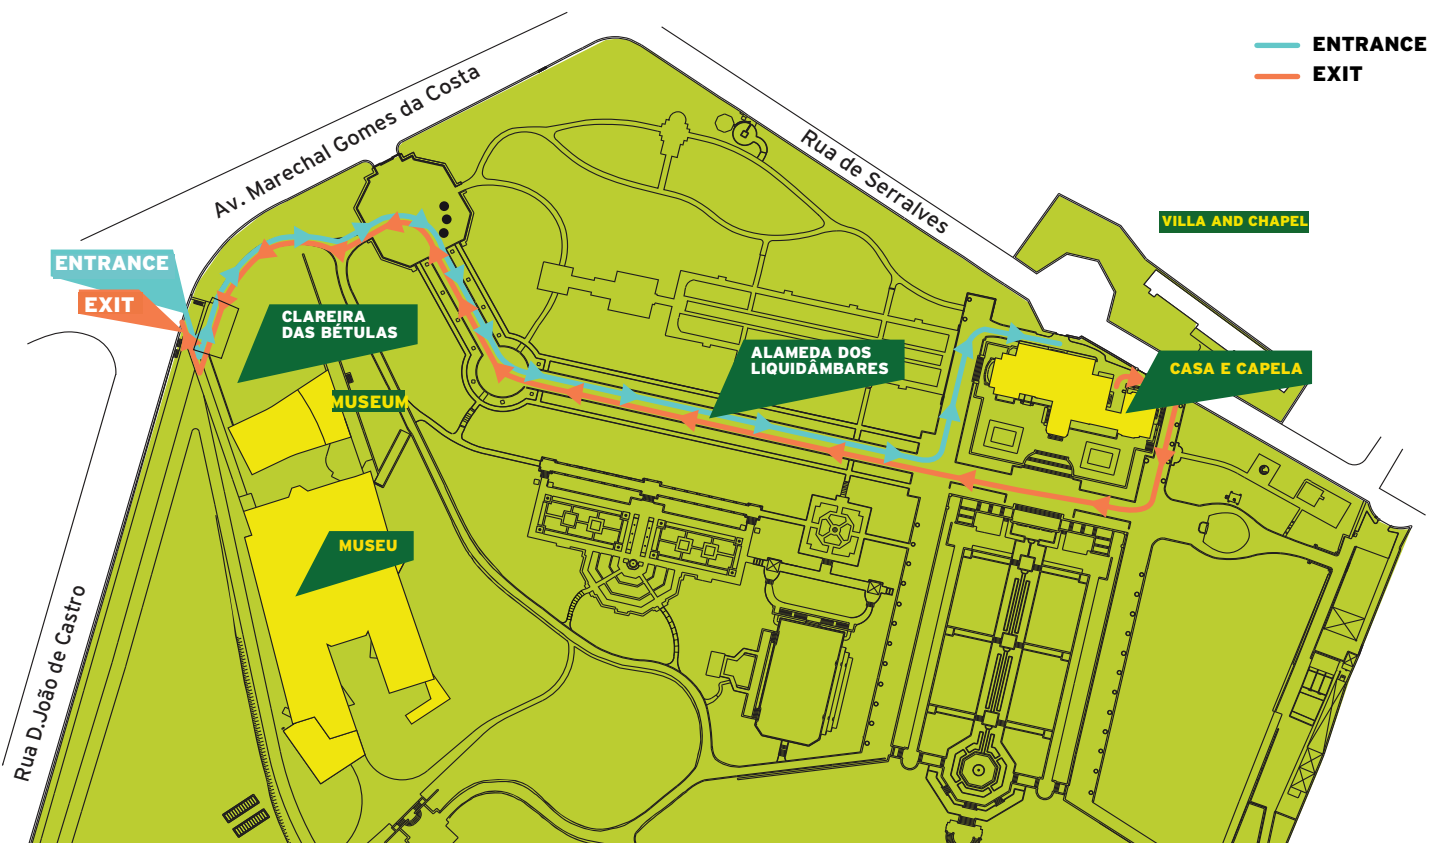 ENTRANCE
EXIT
Av. Marechal Gomes da Costa
Rua de Serralves
VILLA AND CHAPEL
ENTRANCE
EXIT
CLAREIRA
DAS BÉTULAS
ALAMEDA DOS
LIQUIDÂMBARES
CASA E CAPELA
MUSEUM
MUSEU
Rua D.João de Castro